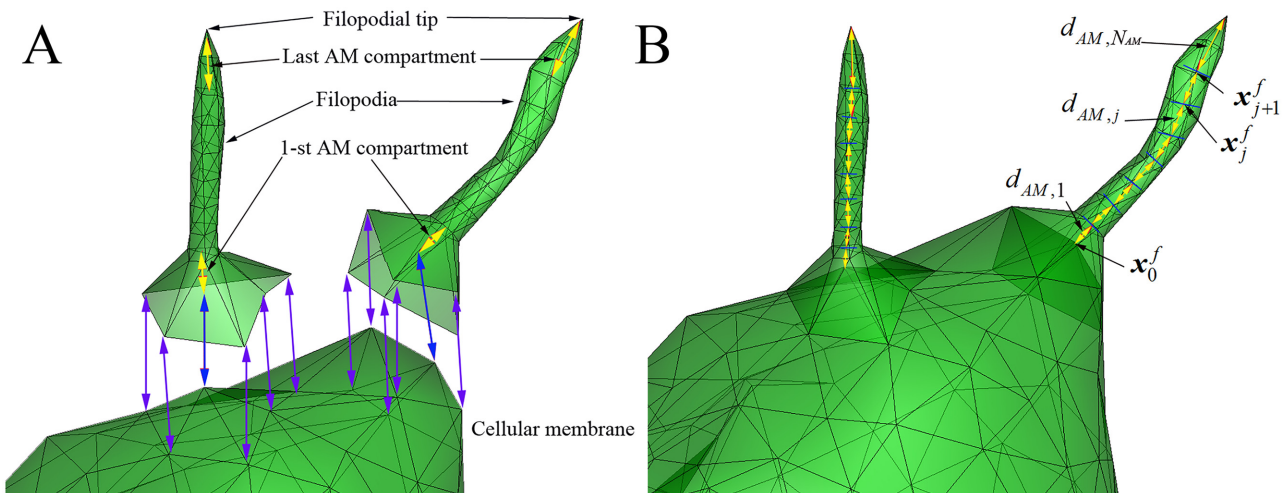 A
Filopodial tip
Last AM compartment
Filopodia
1-st AM compartment
Cellular membrane
B
d_{AM,N_{AM}}
x^f_{j+1}
d_{AM,j}
x^f_j
d_{AM,1}
x^f_0